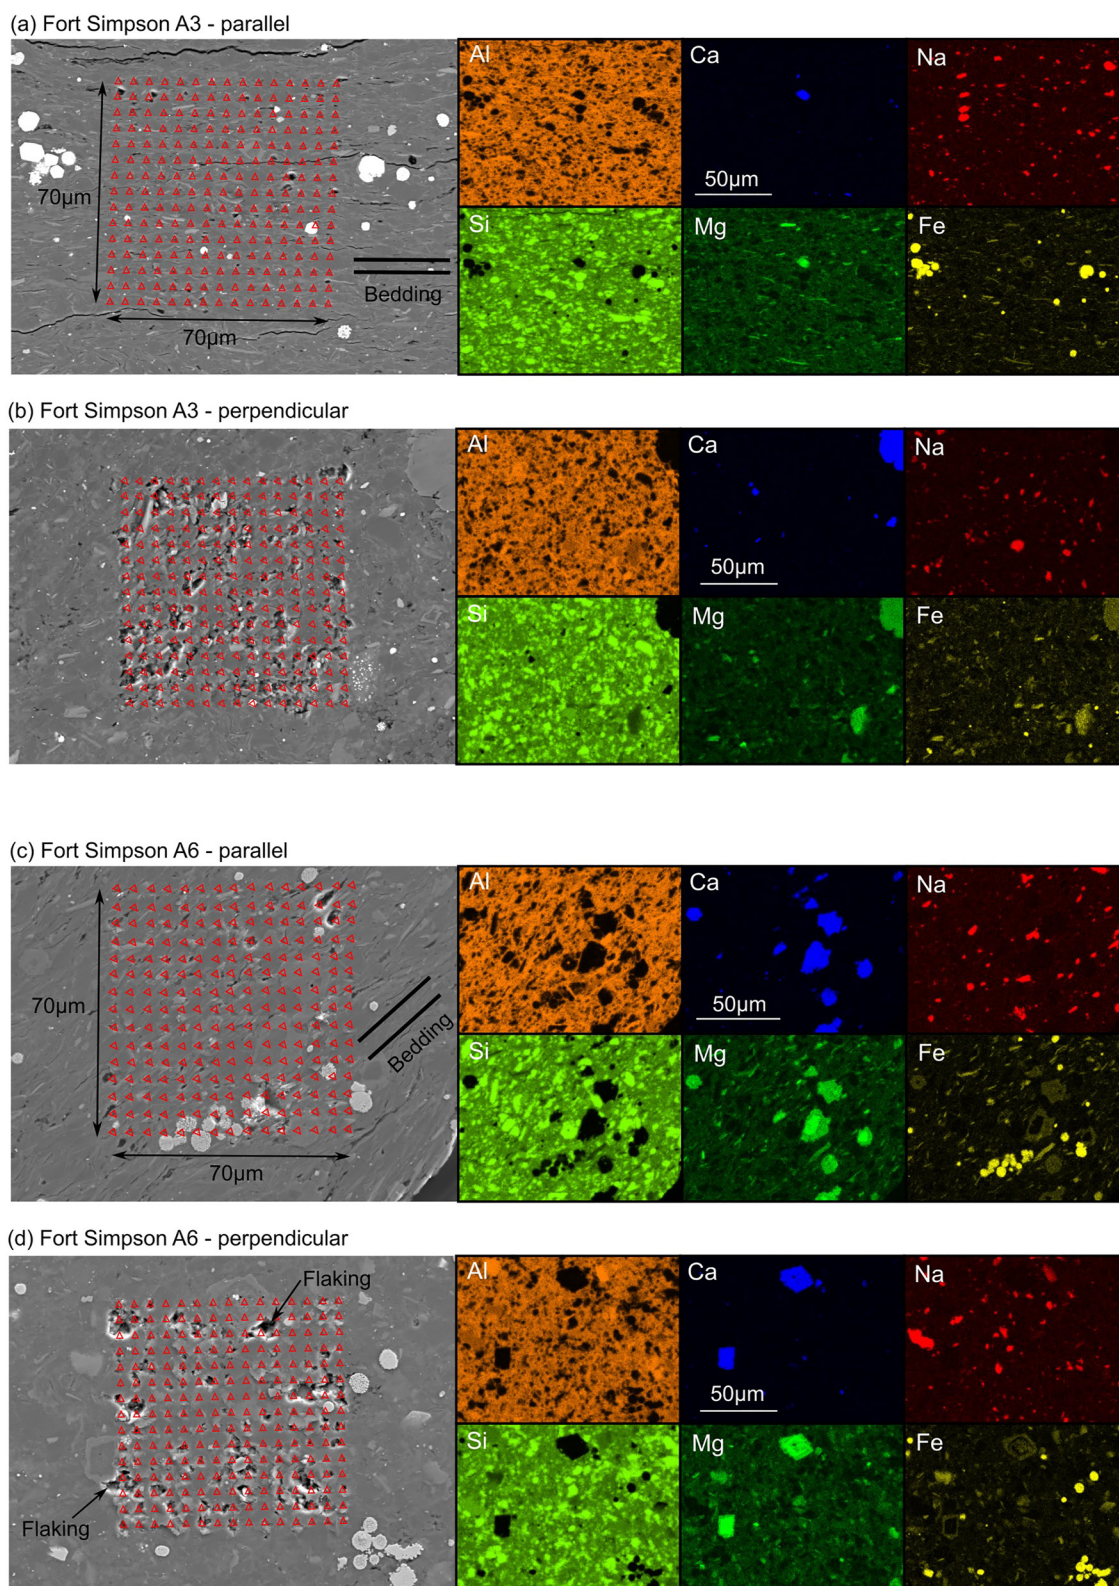 (a) Fort Simpson A3 - parallel
Al
Ca
Na
70µm
50µm
Si
Mg
Fe
Bedding
70µm
(b) Fort Simpson A3 - perpendicular
Al
Ca
Na
50µm
Si
Mg
Fe
(c) Fort Simpson A6 - parallel
Al
Ca
Na
70µm
50µm
Bedding
Si
Mg
Fe
70µm
(d) Fort Simpson A6 - perpendicular
Flaking
Al
Ca
Na
50µm
Si
Mg
Fe
Flaking